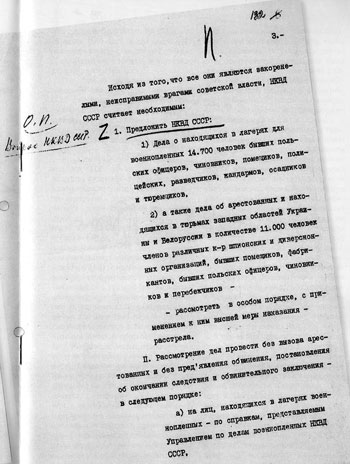 182
3.-
П.
Исходя из того, что все они являются закорене-
лыми, неисправимыми врагами советской власти, НКВД
СССР считает необходимым:
О.П.
Вопрос НКВД СССР.
1. Предложить НКВД СССР:
1) Дела о находящихся в лагерях для
военнопленных 14.700 человек бывших поль-
ских офицеров, чиновников, помещиков, поли-
цейских, разведчиков, жандармов, осадников
и тюремщиков,
2) а также дела об арестованных и нахо-
дящихся в тюрьмах западных областей Украи-
ны и Белоруссии в количестве 11.000 человек
членов различных к-р шпионских и диверсион-
ных организаций, бывших помещиков, фабри-
кантов, бывших польских офицеров, чиновни-
ков и перебежчиков -
- рассмотреть в особом порядке, с при-
менением к ним высшей меры наказания -
расстрела.
П. Рассмотрение дел провести без вызова арес-
тованных и без пред'явления обвинения, постановления
об окончании следствия и обвинительного заключения -
в следующем порядке:
а) на лиц, находящихся в лагерях воен-
нопленных - по справкам, представляемым
Управлением по делам военнопленных НКВД
СССР,